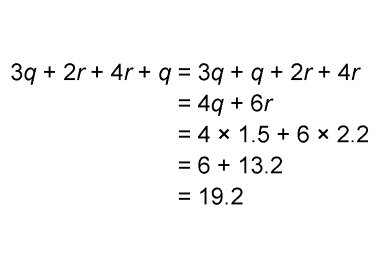 3q + 2r + 4r + q = 3q + q + 2r + 4r
= 4q + 6r
= 4 × 1.5 + 6 × 2.2
= 6 + 13.2
= 19.2